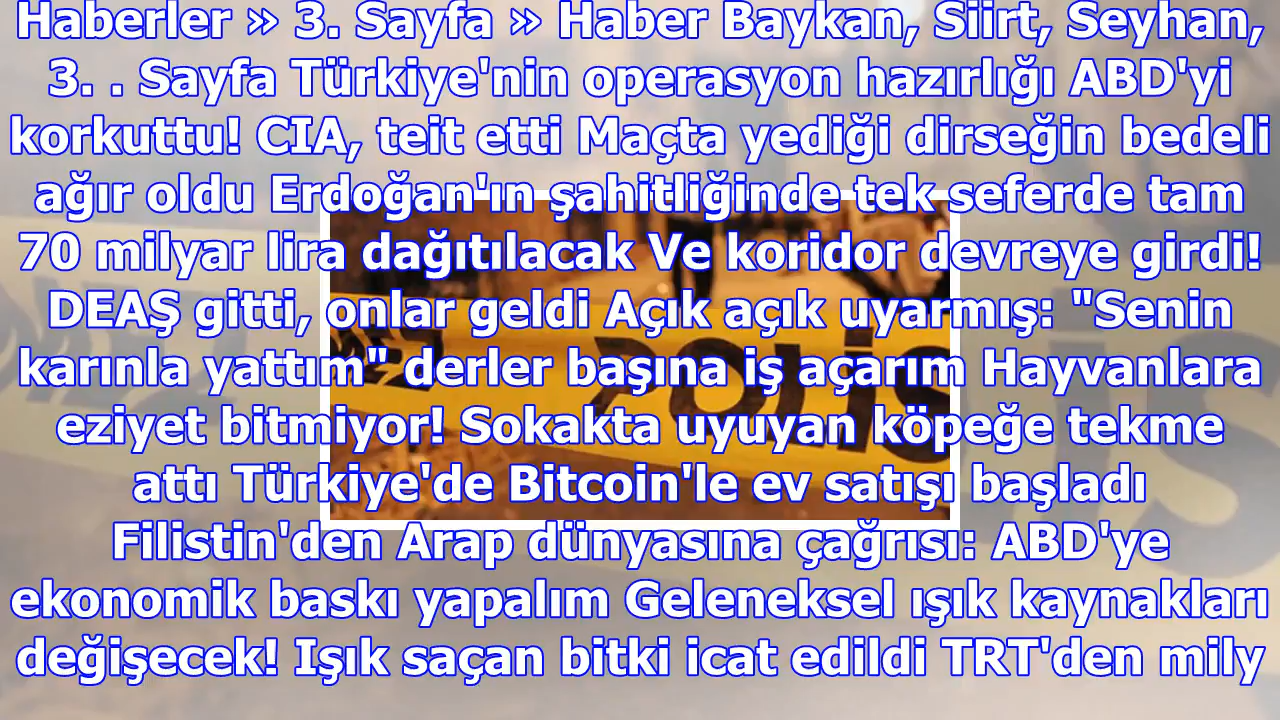 Haberler » 3. Sayfa » Haber Baykan, Siirt, Seyhan,
3. . Sayfa Türkiye'nin operasyon hazırlığı ABD'yi
korkuttu! CIA, teit etti Maçta yediği dirseğin bedeli
ağır oldu Erdoğan'ın şahitliğinde tek seferde tam
70 milyar lira dağıtılacak Ve koridor devreye girdi!
DEAŞ gitti, onlar geldi Açık açık uyarmış: "Senin
karınla yattım" derler başına iş açarım Hayvanlara
eziyet bitmiyor! Sokakta uyuyan köpeğe tekme
attı Türkiye'de Bitcoin'le ev satışı başladı
Filistin'den Arap dünyasına çağrısı: ABD'ye
ekonomik baskı yapalım Geleneksel ışık kaynakları
değişecek! Işık saçan bitki icat edildi TRT'den mily
POLİS